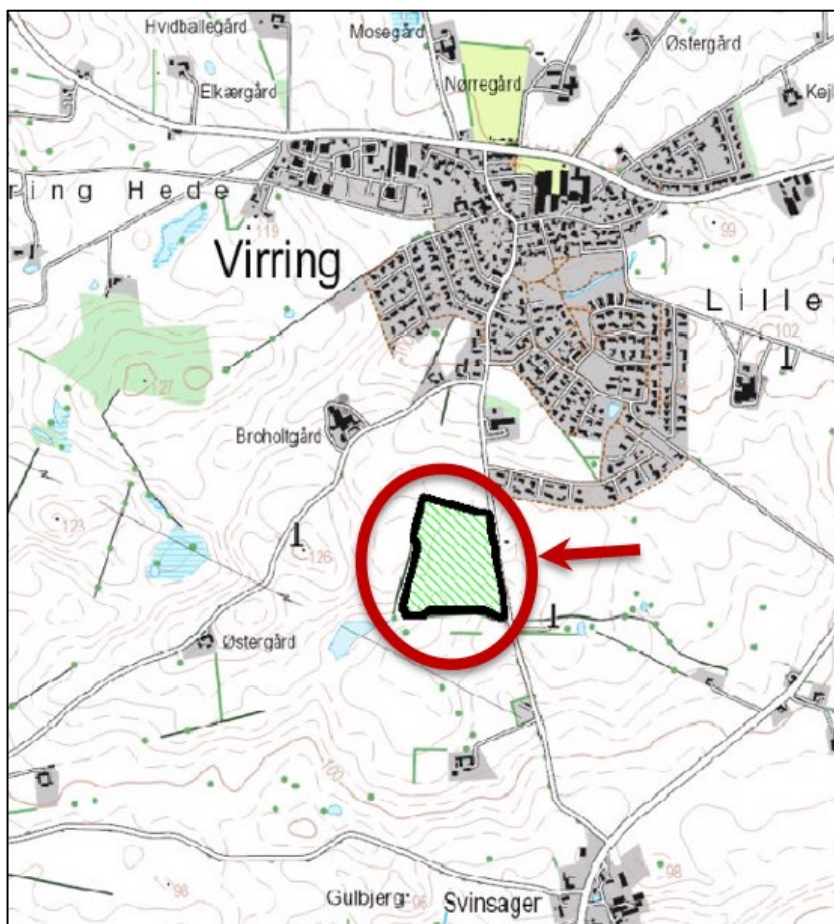 Hvidballegård
Mosegård
Østergård
Nørregård
Elkærgård
Kejl
ring Hede
119
99
Virring
Lille
102
127
Broholtgård
123
126
Østergård
100
98
98
96
Gulbjerg
Svinsager